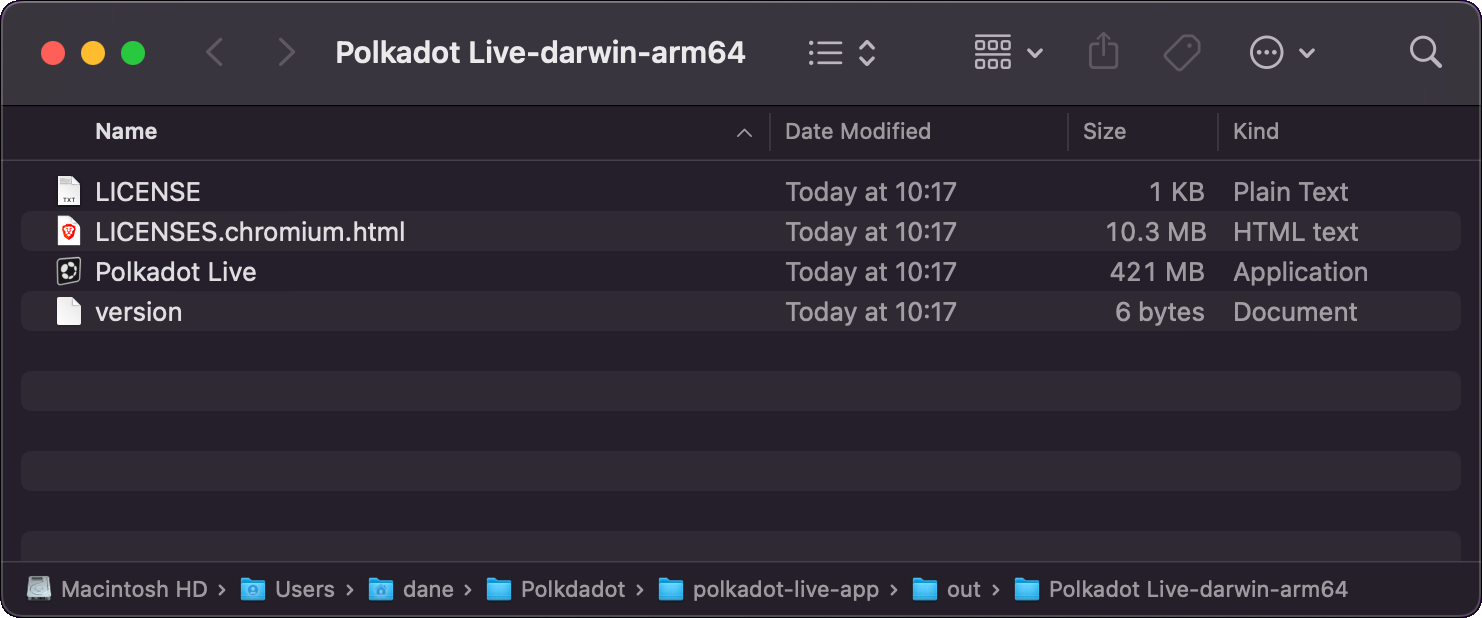 Polkadot Live-darwin-arm64
Name Date Modified Size Kind
TXT LICENSE Today at 10:17 1 KB Plain Text
LICENSES.chromium.html Today at 10:17 10.3 MB HTML text
Polkadot Live Today at 10:17 421 MB Application
version Today at 10:17 6 bytes Document
Macintosh HD › Users › dane › Polkdadot › polkadot-live-app › out › Polkadot Live-darwin-arm64